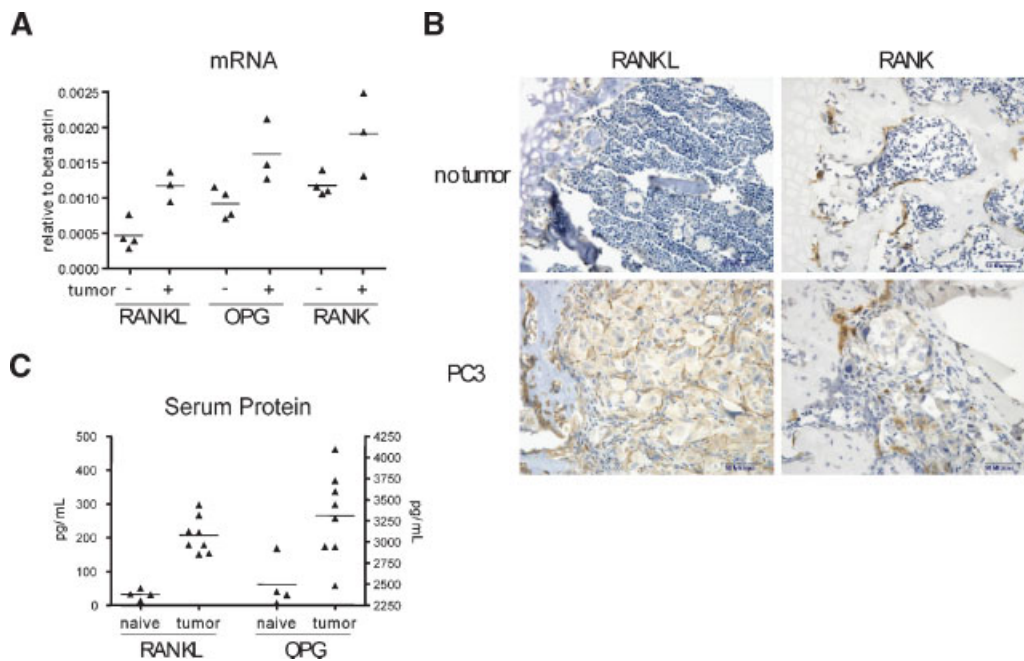 A
mRNA
relative to beta actin
0.0025
0.0020
0.0015
0.0010
0.0005
0.0000
tumor - + - + - +
RANKL OPG RANK
B
RANKL RANK
no tumor
PC3
C
Serum Protein
pg/mL
500
400
300
200
100
0
4250
4000
3750
3500
3250
3000
2750
2500
2250
pg/mL
naive tumor naive tumor
RANKL OPG